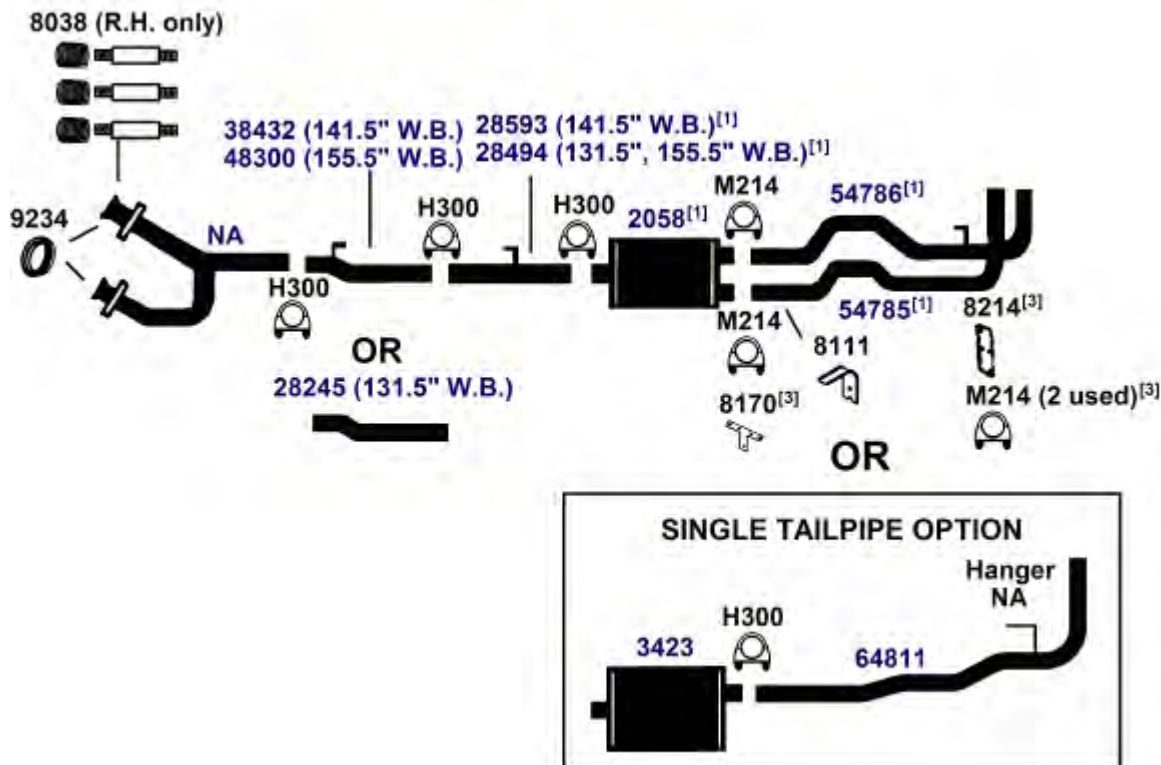 8038 (R.H. only)
38432 (141.5" W.B.)
48300 (155.5" W.B.)
28593 (141.5" W.B.)[1]
28494 (131.5", 155.5" W.B.)[1]
9234
NA
H300
H300
H300
2058[1]
M214
54786[1]
M214
54785[1]
8111
8170[3]
8214[3]
M214 (2 used)[3]
OR
28245 (131.5" W.B.)
OR
SINGLE TAILPIPE OPTION
Hanger
NA
H300
3423
64811